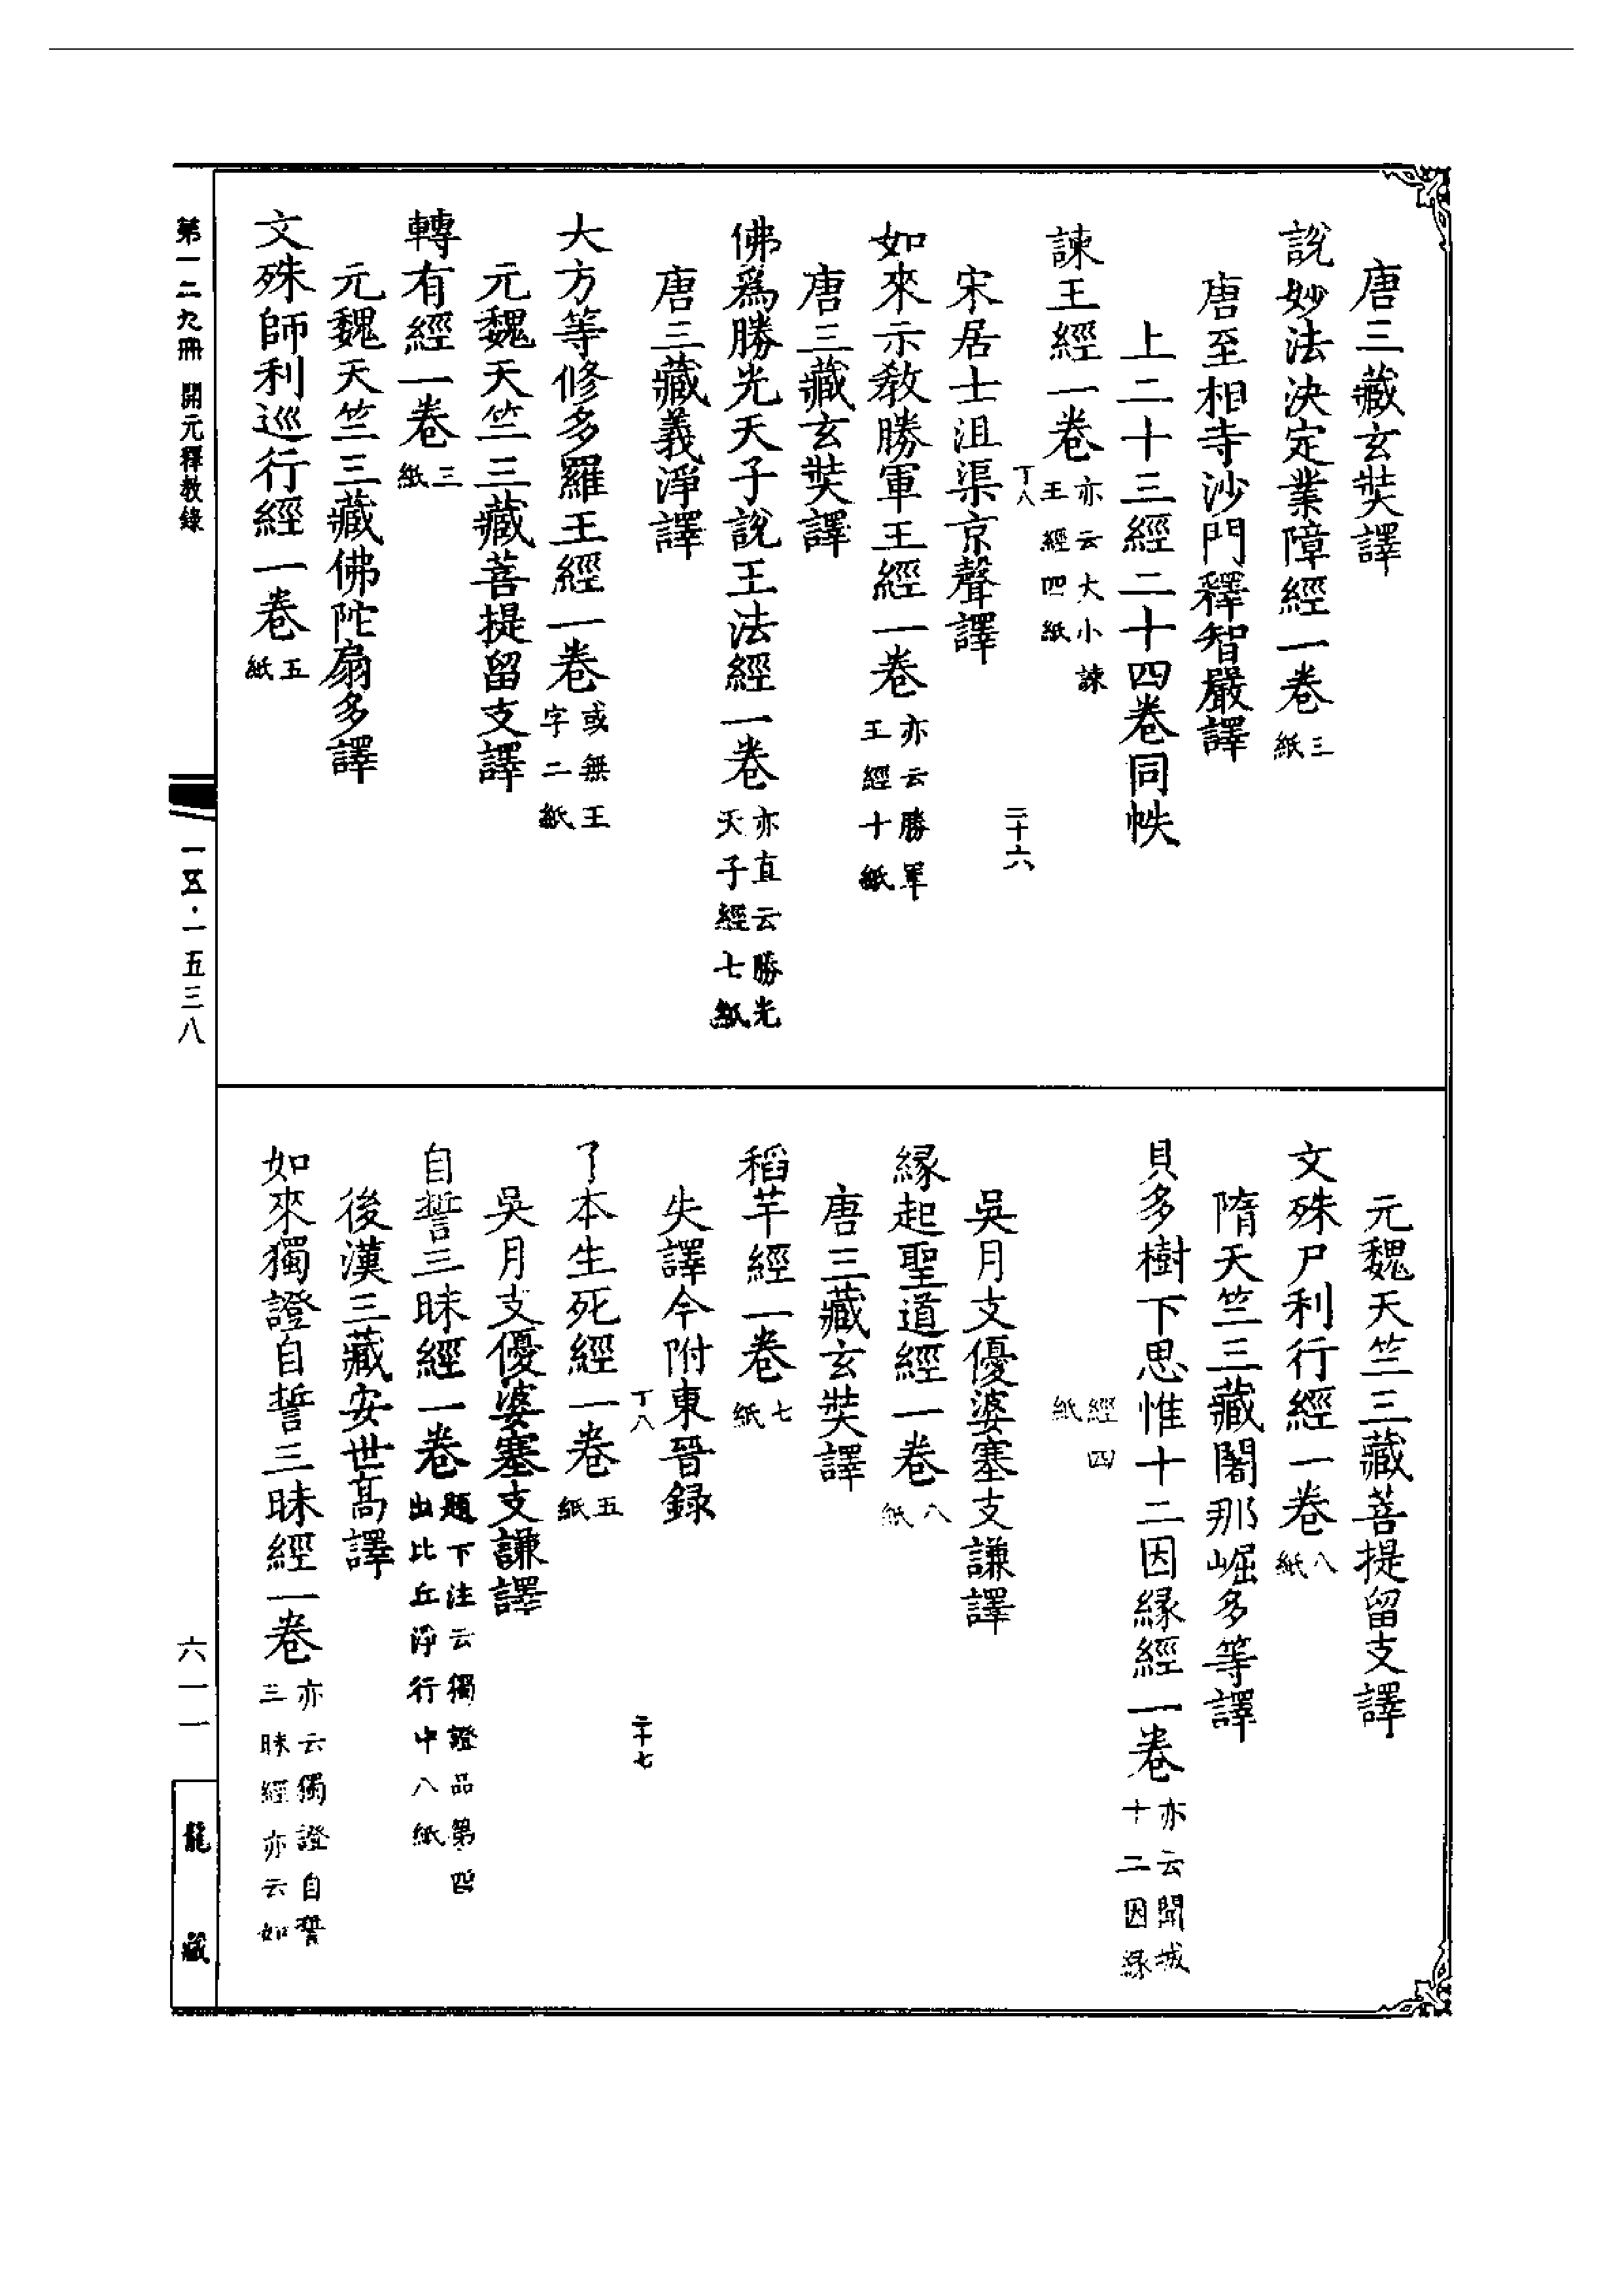 唐三藏玄奘譯
說妙法決定業障經一卷三紙
唐至相寺沙門釋智嚴譯
上二十三經二十四卷同帙
諫王經一卷亦云大小諫王經四紙
丁八
二十六
宋居士沮渠京聲譯
如來示教勝軍王經一卷亦云勝軍王經十紙
唐三藏玄奘譯
佛為勝光天子說王法經一卷亦直云勝光天子經七紙
唐三藏義淨譯
大方等修多羅王經一卷或無王字二紙
元魏天竺三藏菩提留支譯
轉有經一卷三紙
元魏天竺三藏佛陀扇多譯
文殊師利巡行經一卷五紙
元魏天竺三藏菩提留支譯
文殊尸利行經一卷八紙
隋天竺三藏闍那崛多等譯
貝多樹下思惟十二因緣經一卷亦云聞城十二因緣
經四紙
吳月支優婆塞支謙譯
緣起聖道經一卷八紙
唐三藏玄奘譯
稻芊經一卷七紙
失譯今附東晉録
丁八
二十七
了本生死經一卷五紙
吳月支優婆塞支謙譯
自誓三昧經一卷題下注云獨證品第四出比丘淨行中八紙
後漢三藏安世高譯
如來獨證自誓三昧經一卷亦云獨證自誓三昧經亦云如
第一二九冊 開元釋教錄
一五·一五三八
六一一
龍藏